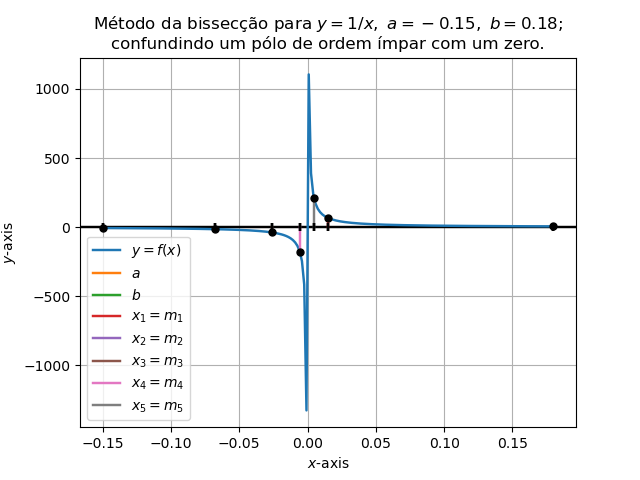 Método da bissecção para y = 1/x, a = − 0.15, b = 0.18;
confundindo um pólo de ordem ímpar com um zero.
1000
500
0
−500
−1000
y-axis
y = f(x)
a
b
x₁ = m₁
x₂ = m₂
x₃ = m₃
x₄ = m₄
x₅ = m₅
−0.15 −0.10 −0.05 0.00 0.05 0.10 0.15
x-axis